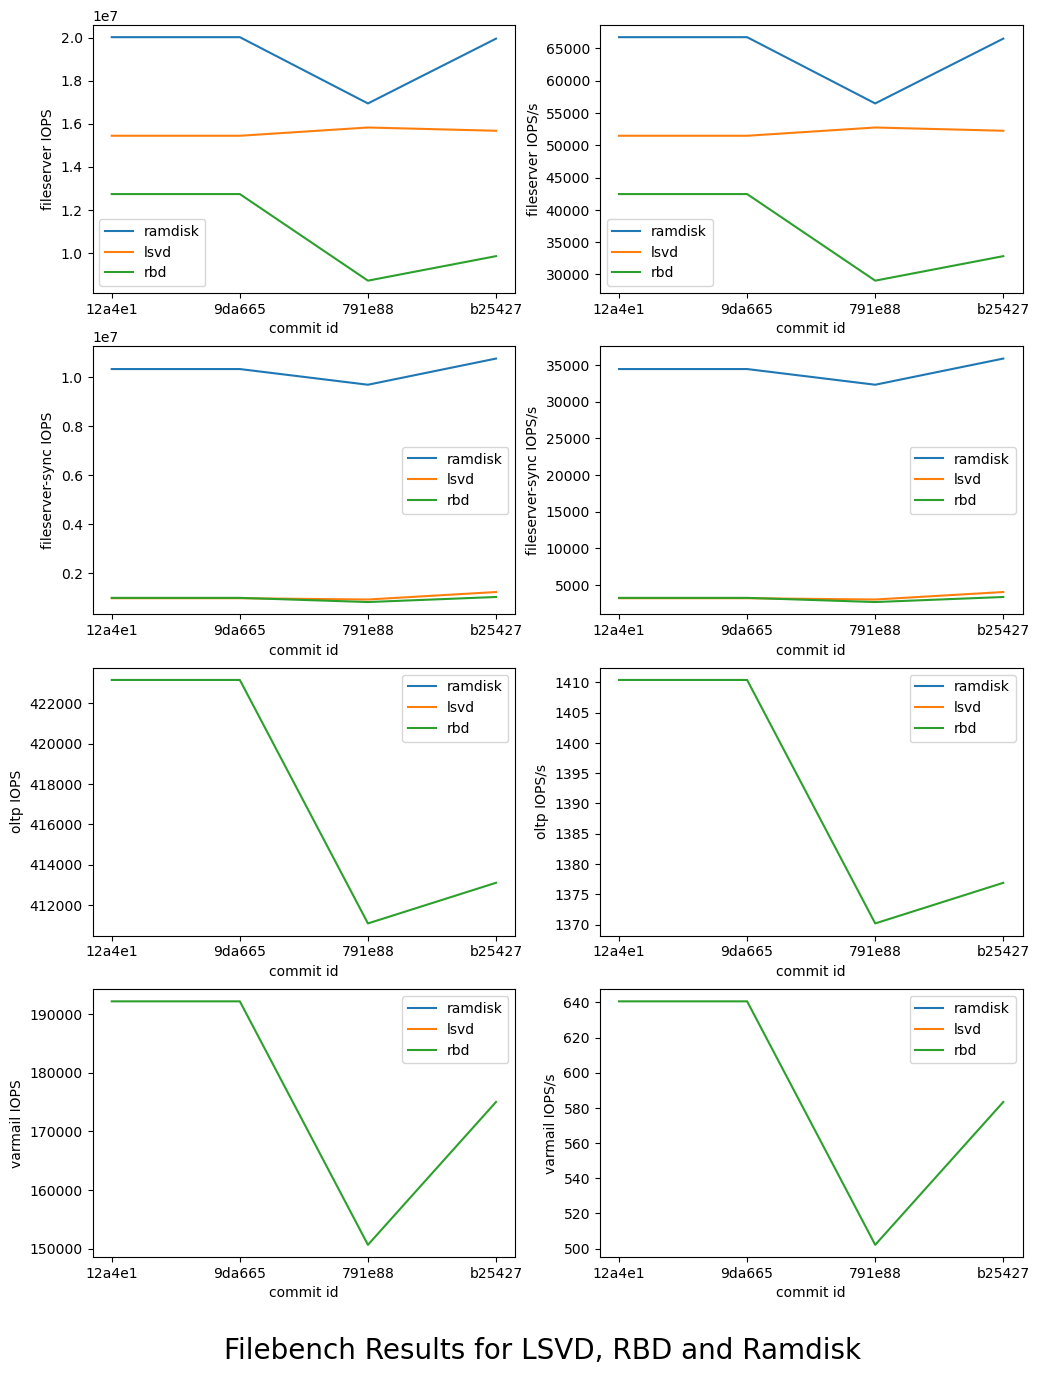 1e7
2.0
1.8
1.6
1.4
1.2
1.0
fileserver IOPS
ramdisk
lsvd
rbd
12a4e1 9da665 791e88 b25427
commit id
65000
60000
55000
50000
45000
40000
35000
30000
fileserver IOPS/s
ramdisk
lsvd
rbd
12a4e1 9da665 791e88 b25427
commit id
1e7
1.0
0.8
0.6
0.4
0.2
fileserver-sync IOPS
ramdisk
lsvd
rbd
12a4e1 9da665 791e88 b25427
commit id
35000
30000
25000
20000
15000
10000
5000
fileserver-sync IOPS/s
ramdisk
lsvd
rbd
12a4e1 9da665 791e88 b25427
commit id
422000
420000
418000
416000
414000
412000
oltp IOPS
ramdisk
lsvd
rbd
12a4e1 9da665 791e88 b25427
commit id
1410
1405
1400
1395
1390
1385
1380
1375
1370
oltp IOPS/s
ramdisk
lsvd
rbd
12a4e1 9da665 791e88 b25427
commit id
190000
180000
170000
160000
150000
varmail IOPS
ramdisk
lsvd
rbd
12a4e1 9da665 791e88 b25427
commit id
640
620
600
580
560
540
520
500
varmail IOPS/s
ramdisk
lsvd
rbd
12a4e1 9da665 791e88 b25427
commit id
Filebench Results for LSVD, RBD and Ramdisk